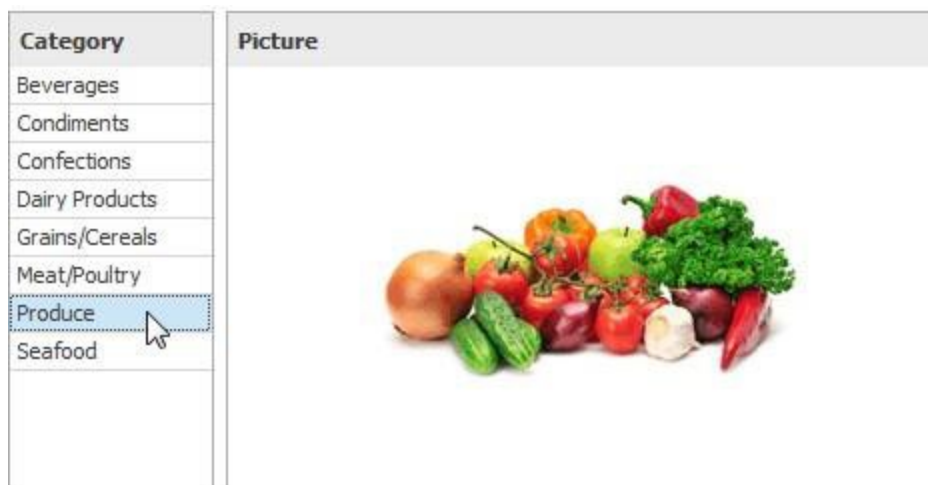 Category
Picture
Beverages
Condiments
Confections
Dairy Products
Grains/Cereals
Meat/Poultry
Produce
Seafood